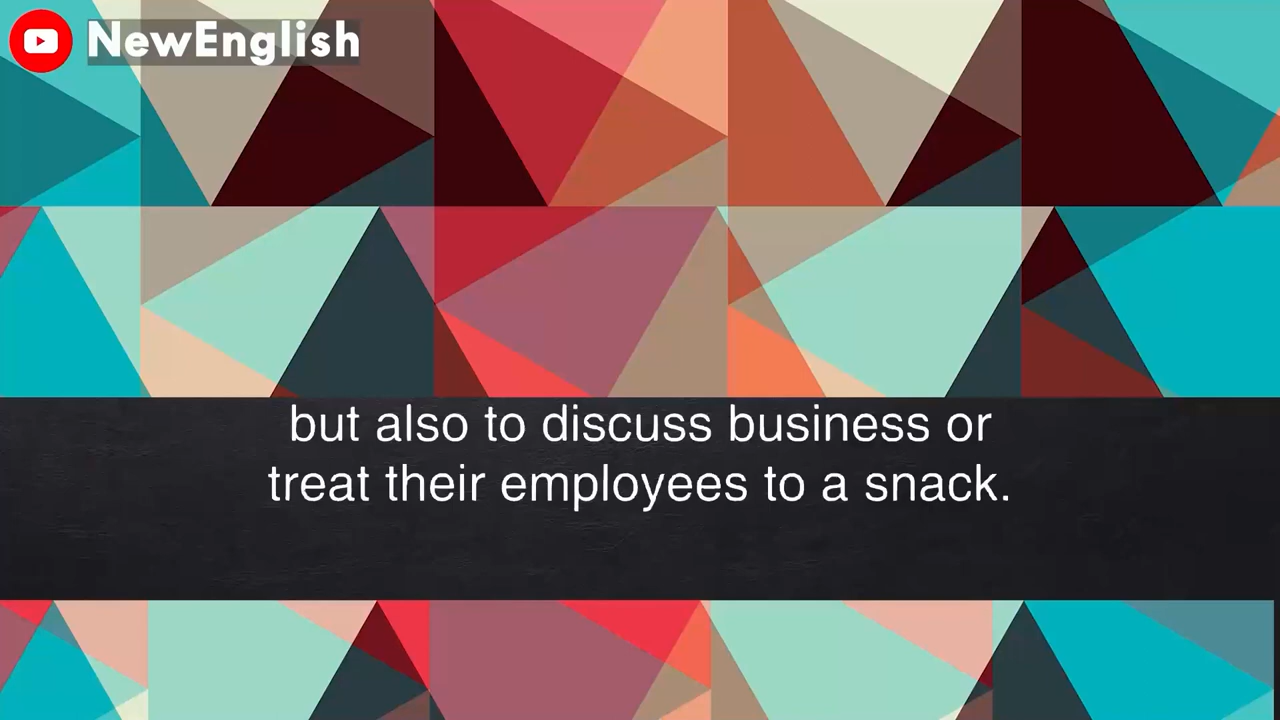 NewEnglish
but also to discuss business or
treat their employees to a snack.